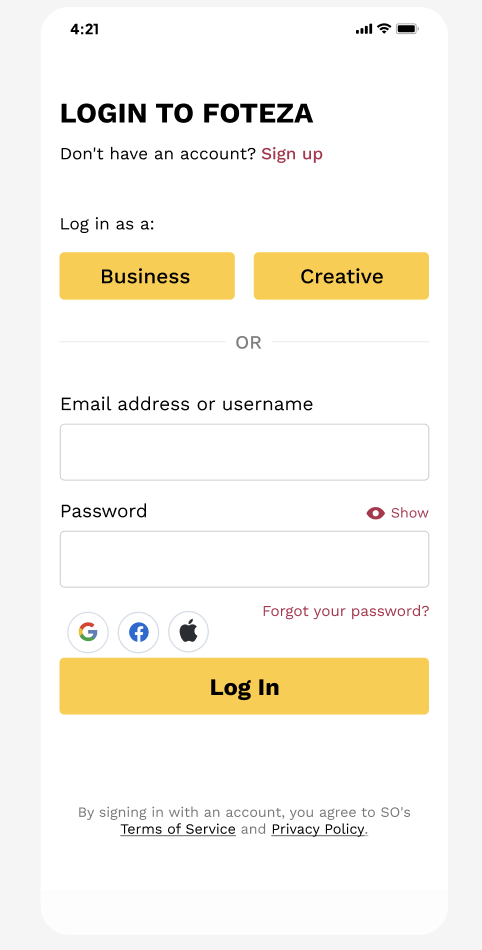 4:21
LOGIN TO FOTEZA
Don't have an account? Sign up
Log in as a:
Business Creative
OR
Email address or username
Password Show
Forgot your password?
Log In
By signing in with an account, you agree to SO's
Terms of Service and Privacy Policy.